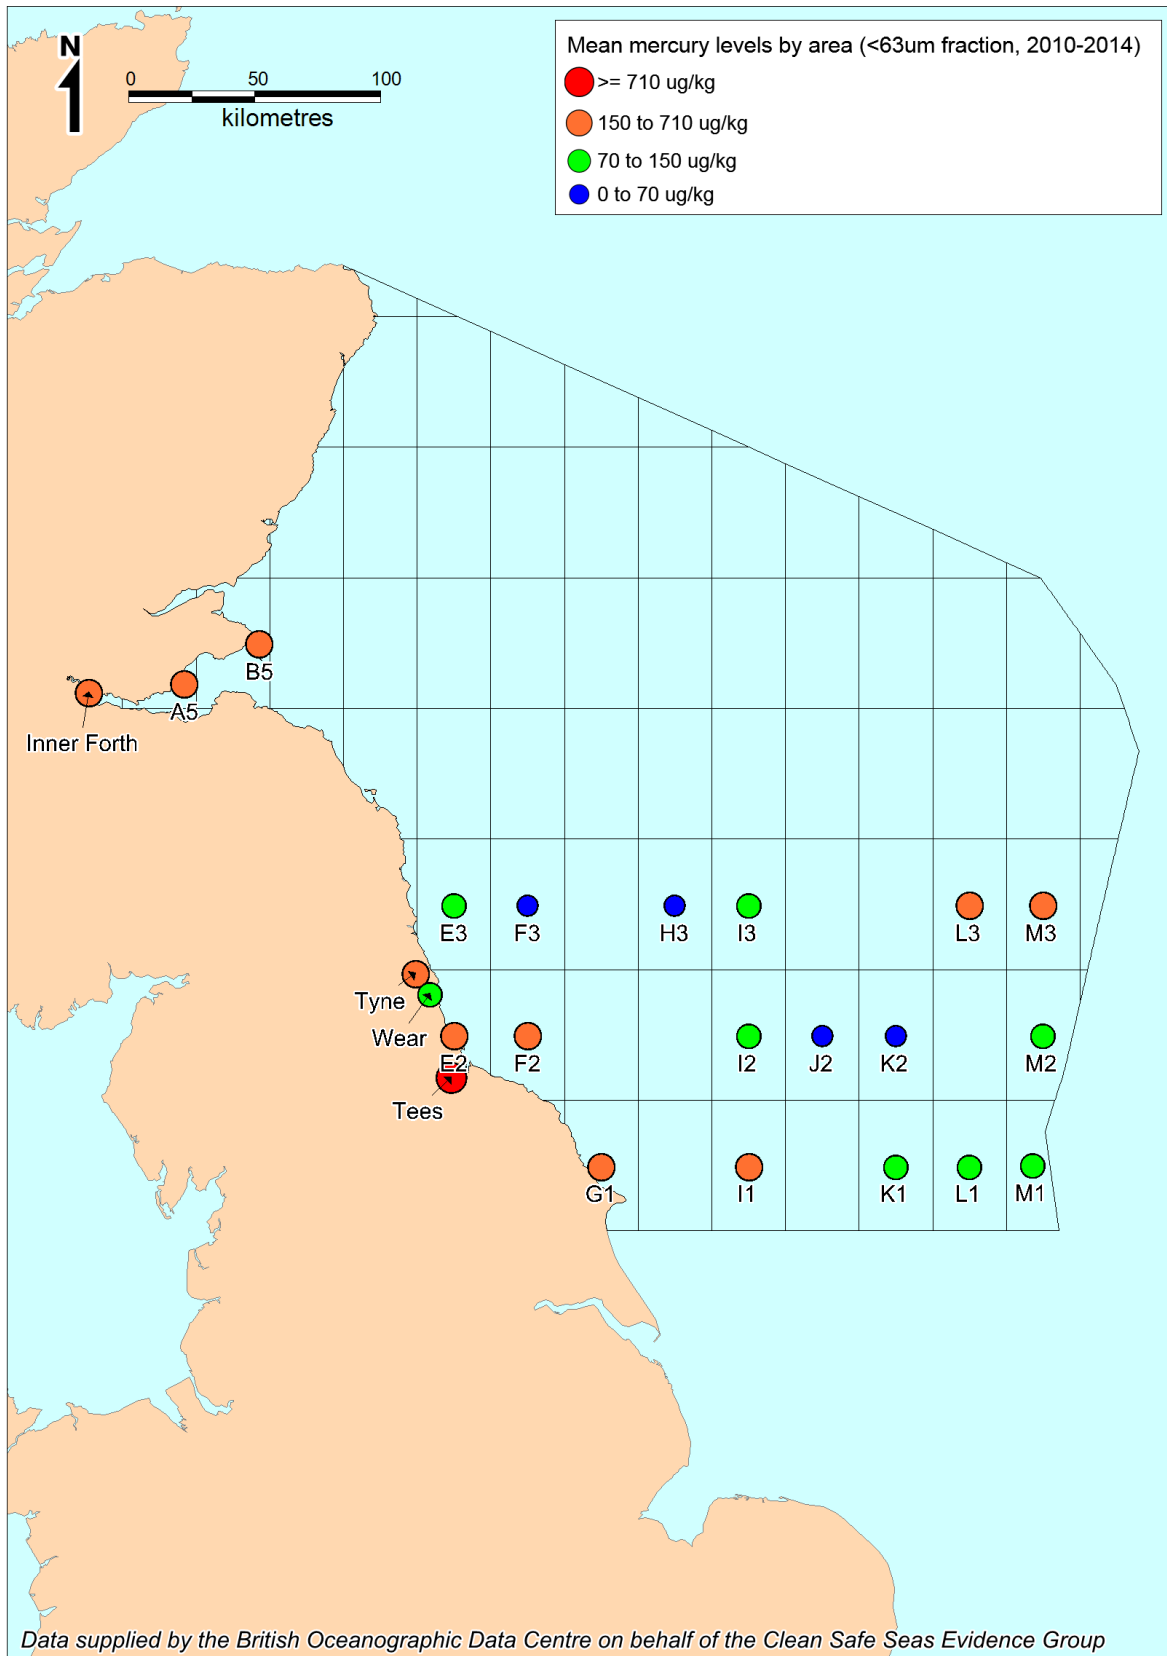 N
0 50 100
kilometres
Mean mercury levels by area (<63um fraction, 2010-2014)
>= 710 ug/kg
150 to 710 ug/kg
70 to 150 ug/kg
0 to 70 ug/kg
B5
A5
Inner Forth
E3 F3 H3 I3 L3 M3
Tyne
Wear
E2 F2 I2 J2 K2 M2
Tees
G1 I1 K1 L1 M1
Data supplied by the British Oceanographic Data Centre on behalf of the Clean Safe Seas Evidence Group